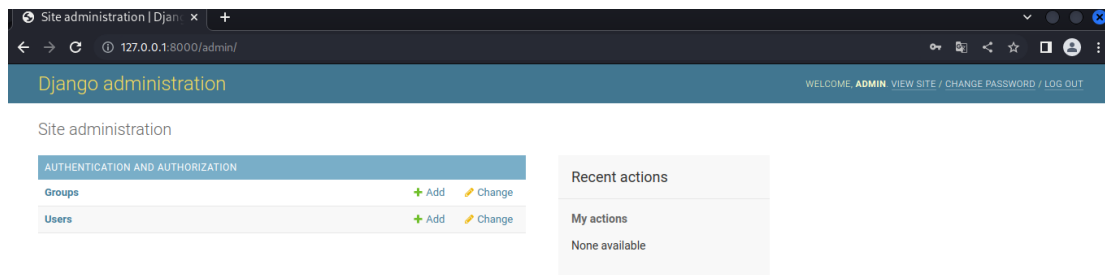 Site administration | Djan
127.0.0.1:8000/admin/
Django administration
WELCOME, ADMIN. VIEW SITE / CHANGE PASSWORD / LOG OUT
Site administration
AUTHENTICATION AND AUTHORIZATION
Groups + Add Change
Users + Add Change
Recent actions
My actions
None available